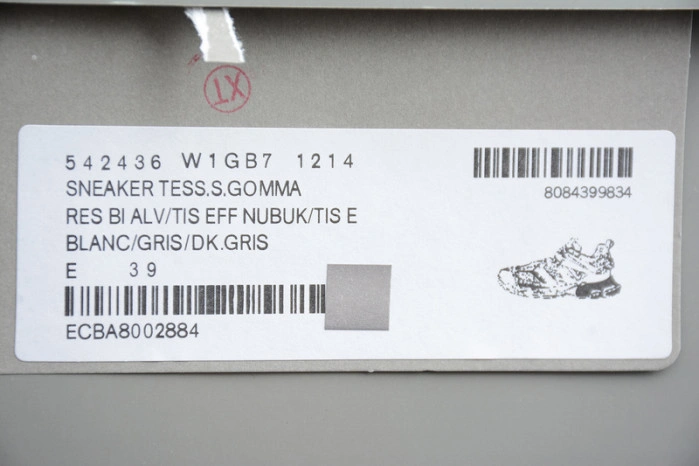 XT
542436 W1GB7 1214
SNEAKER TESS.S.GOMMA
RES BI ALV/TIS EFF NUBUK/TIS E
BLANC/GRIS/DK.GRIS
E 39
ECBA8002884
8084399834